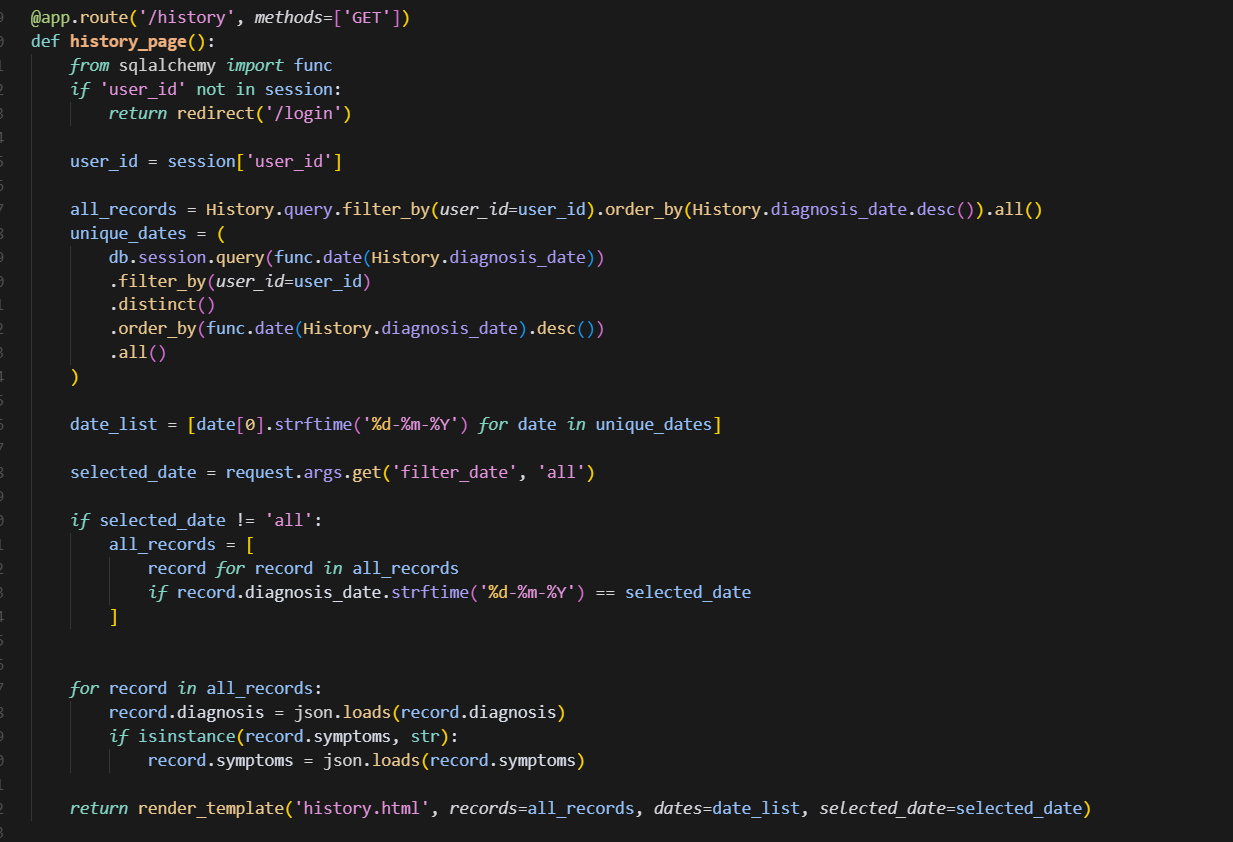 @app.route('/history', methods=['GET'])
def history_page():
    from sqlalchemy import func
    if 'user_id' not in session:
        return redirect('/login')

    user_id = session['user_id']

    all_records = History.query.filter_by(user_id=user_id).order_by(History.diagnosis_date.desc()).all()
    unique_dates = (
        db.session.query(func.date(History.diagnosis_date))
        .filter_by(user_id=user_id)
        .distinct()
        .order_by(func.date(History.diagnosis_date).desc())
        .all()
    )

    date_list = [date[0].strftime('%d-%m-%Y') for date in unique_dates]

    selected_date = request.args.get('filter_date', 'all')

    if selected_date != 'all':
        all_records = [
            record for record in all_records
            if record.diagnosis_date.strftime('%d-%m-%Y') == selected_date
        ]


    for record in all_records:
        record.diagnosis = json.loads(record.diagnosis)
        if isinstance(record.symptoms, str):
            record.symptoms = json.loads(record.symptoms)

    return render_template('history.html', records=all_records, dates=date_list, selected_date=selected_date)